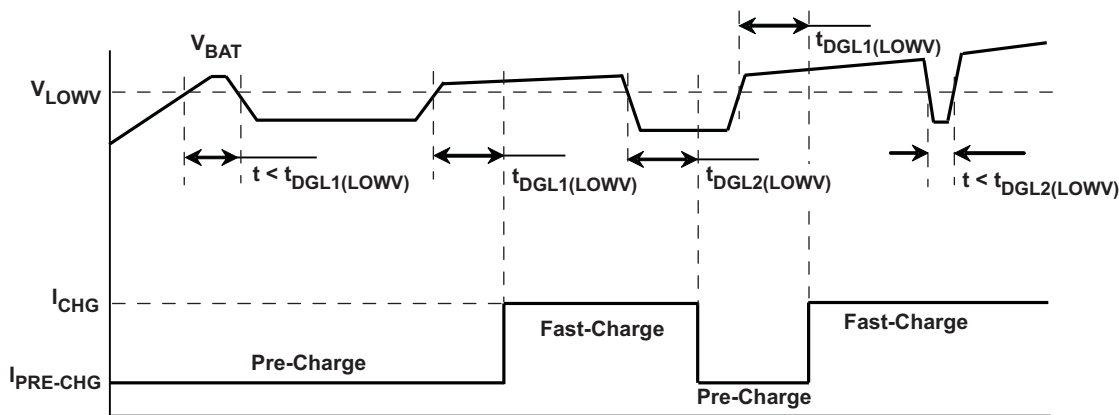 V_BAT
t_DGL1(LOWV)
V_LOWV
t < t_DGL1(LOWV)
t_DGL1(LOWV)
t_DGL2(LOWV)
t < t_DGL2(LOWV)
I_CHG
Fast-Charge
Fast-Charge
Pre-Charge
I_PRE-CHG
Pre-Charge